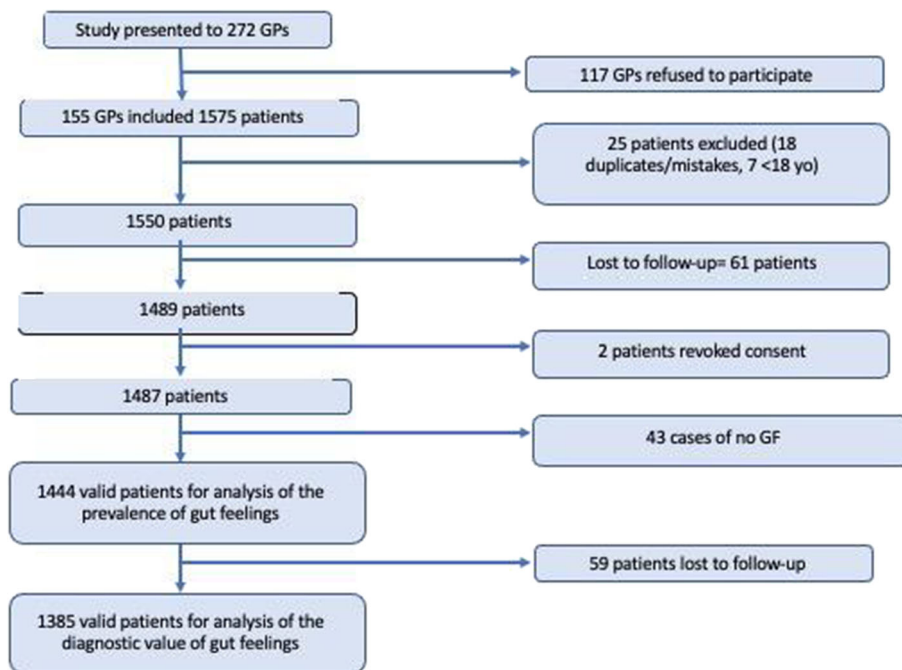 Study presented to 272 GPs
117 GPs refused to participate
155 GPs included 1575 patients
25 patients excluded (18
duplicates/mistakes, 7 <18 yo)
1550 patients
Lost to follow-up= 61 patients
1489 patients
2 patients revoked consent
1487 patients
43 cases of no GF
1444 valid patients for analysis of the
prevalence of gut feelings
59 patients lost to follow-up
1385 valid patients for analysis of the
diagnostic value of gut feelings